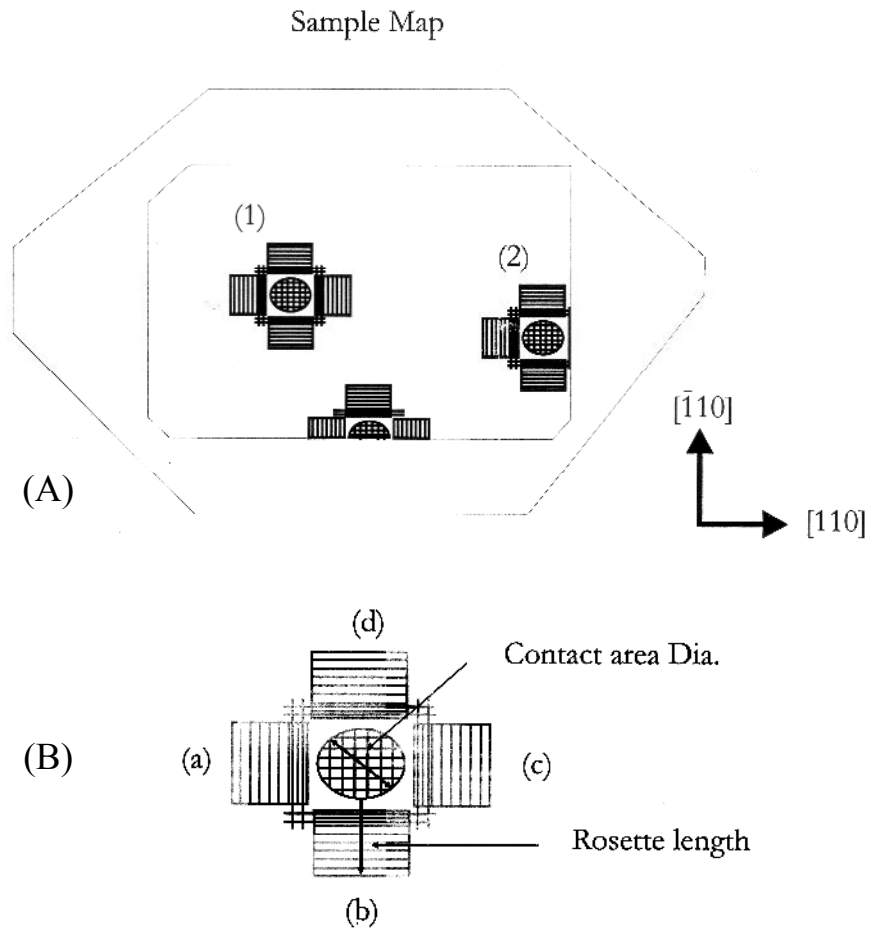 Sample Map
(1)
(2)
[1̄10]
(A)
[110]
(d)
Contact area Dia.
(B)
(a)
(c)
Rosette length
(b)